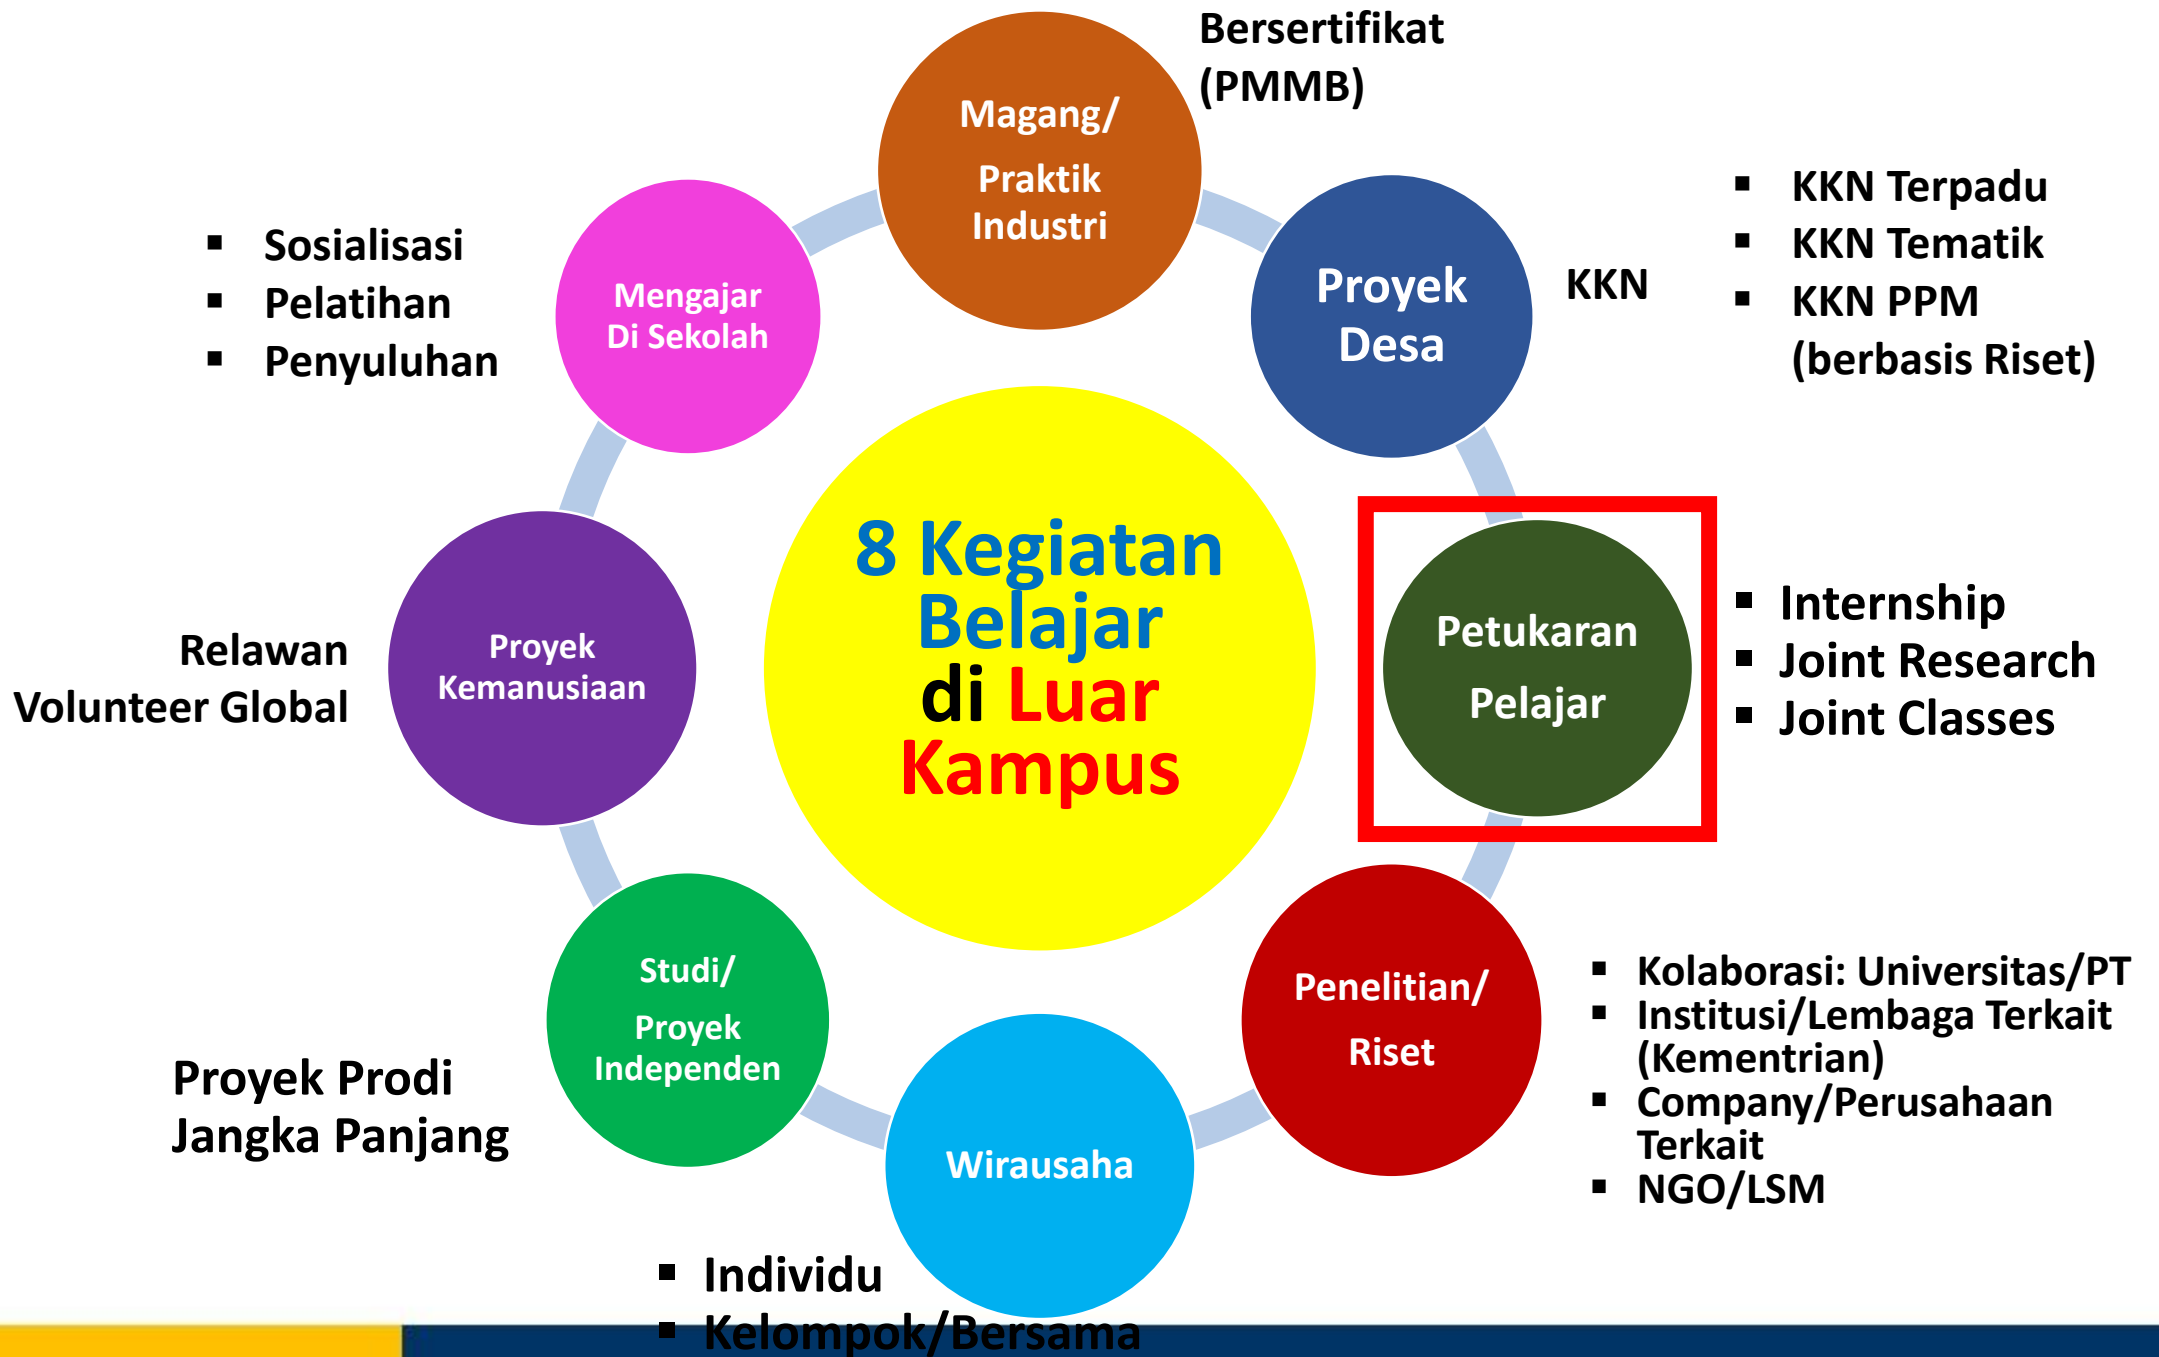 Bersertifikat
(PMMB)
Magang/
Praktik
Industri
▪ KKN Terpadu
▪ KKN Tematik
▪ KKN PPM
(berbasis Riset)
KKN
Proyek
Desa
▪ Sosialisasi
▪ Pelatihan
▪ Penyuluhan
Mengajar
Di Sekolah
8 Kegiatan
Belajar
di Luar
Kampus
Petukaran
Pelajar
▪ Internship
▪ Joint Research
▪ Joint Classes
Relawan
Volunteer Global
Proyek
Kemanusiaan
Studi/
Proyek
Independen
Proyek Prodi
Jangka Panjang
Penelitian/
Riset
▪ Kolaborasi: Universitas/PT
▪ Institusi/Lembaga Terkait
(Kementrian)
▪ Company/Perusahaan
Terkait
▪ NGO/LSM
Wirausaha
▪ Individu
▪ Kelompok/Bersama